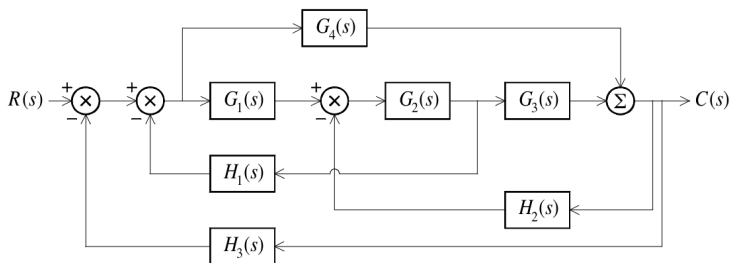 G₄(s)
R(s) + − + − G₁(s) + − G₂(s) G₃(s) Σ C(s)
H₁(s)
H₂(s)
H₃(s)